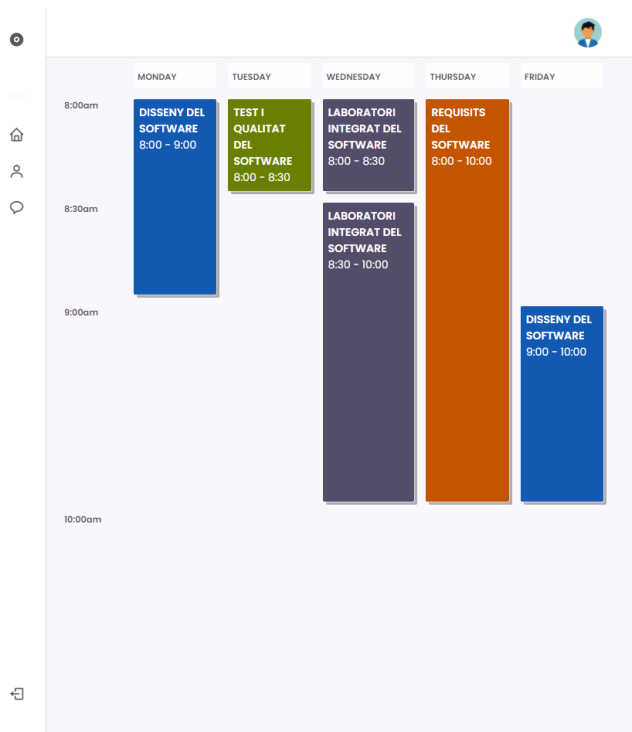 MONDAY TUESDAY WEDNESDAY THURSDAY FRIDAY
8:00am
8:30am
9:00am
10:00am
DISSENY DEL
SOFTWARE
8:00 - 9:00
TEST I
QUALITAT
DEL
SOFTWARE
8:00 - 8:30
LABORATORI
INTEGRAT DEL
SOFTWARE
8:00 - 8:30
LABORATORI
INTEGRAT DEL
SOFTWARE
8:30 - 10:00
REQUISITS
DEL
SOFTWARE
8:00 - 10:00
DISSENY DEL
SOFTWARE
9:00 - 10:00